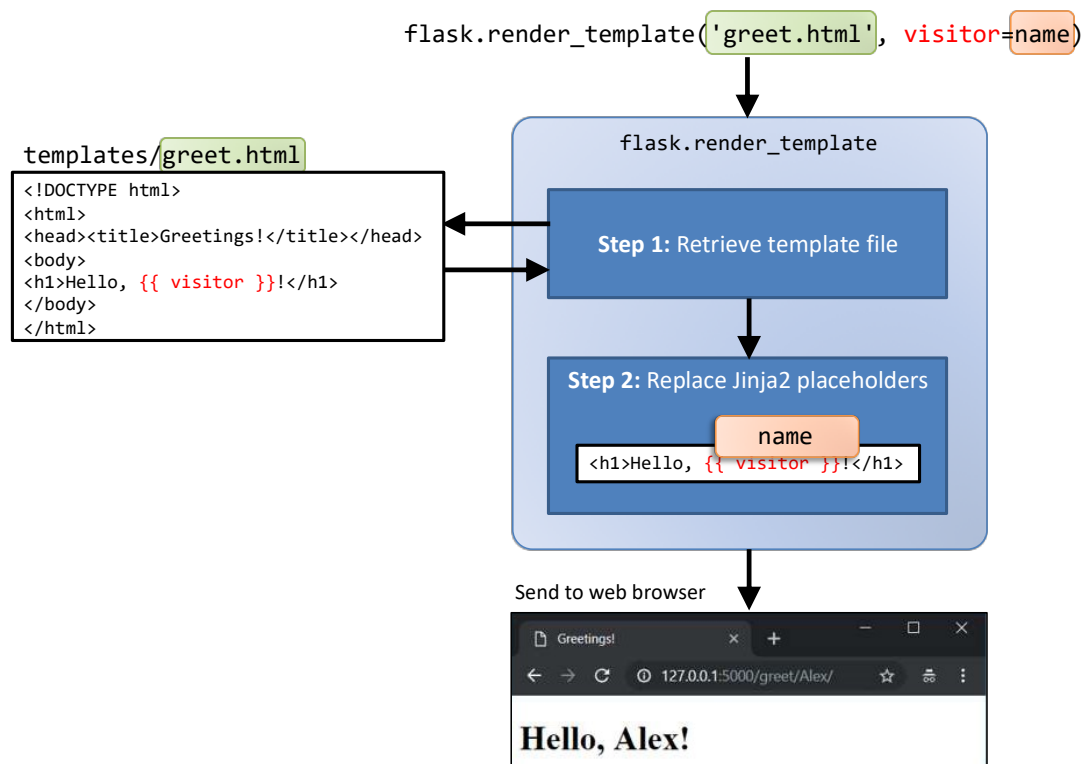 flask.render_template('greet.html', visitor=name)
flask.render_template
templates/greet.html
<!DOCTYPE html>
<html>
<head><title>Greetings!</title></head>
<body>
<h1>Hello, {{ visitor }}!</h1>
</body>
</html>
Step 1: Retrieve template file
Step 2: Replace Jinja2 placeholders
name
<h1>Hello, {{ visitor }}!</h1>
Send to web browser
Greetings!
127.0.0.1:5000/greet/Alex/
Hello, Alex!